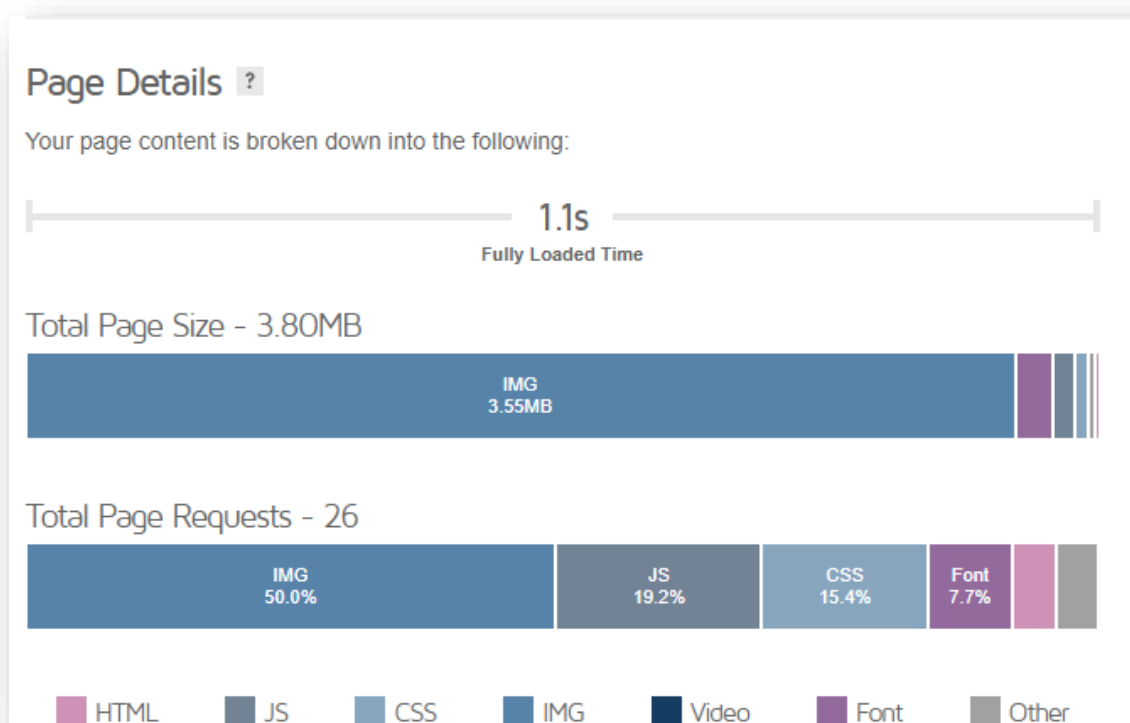 Page Details ?
Your page content is broken down into the following:
1.1s
Fully Loaded Time
Total Page Size - 3.80MB
IMG
3.55MB
Total Page Requests - 26
IMG
50.0%
JS
19.2%
CSS
15.4%
Font
7.7%
HTML JS CSS IMG Video Font Other